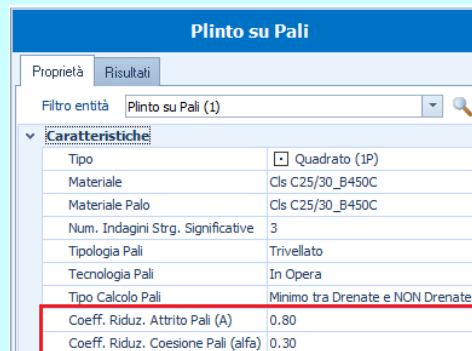 Plinto su Pali
Proprietà Risultati
Filtro entità Plinto su Pali (1)
Caratteristiche
Tipo Quadrato (1P)
Materiale Cls C25/30_B450C
Materiale Palo Cls C25/30_B450C
Num. Indagini Strg. Significative 3
Tipologia Pali Trivellato
Tecnologia Pali In Opera
Tipo Calcolo Pali Minimo tra Drenate e NON Drenate
Coeff. Riduz. Attrito Pali (A) 0.80
Coeff. Riduz. Coesione Pali (alfa) 0.30